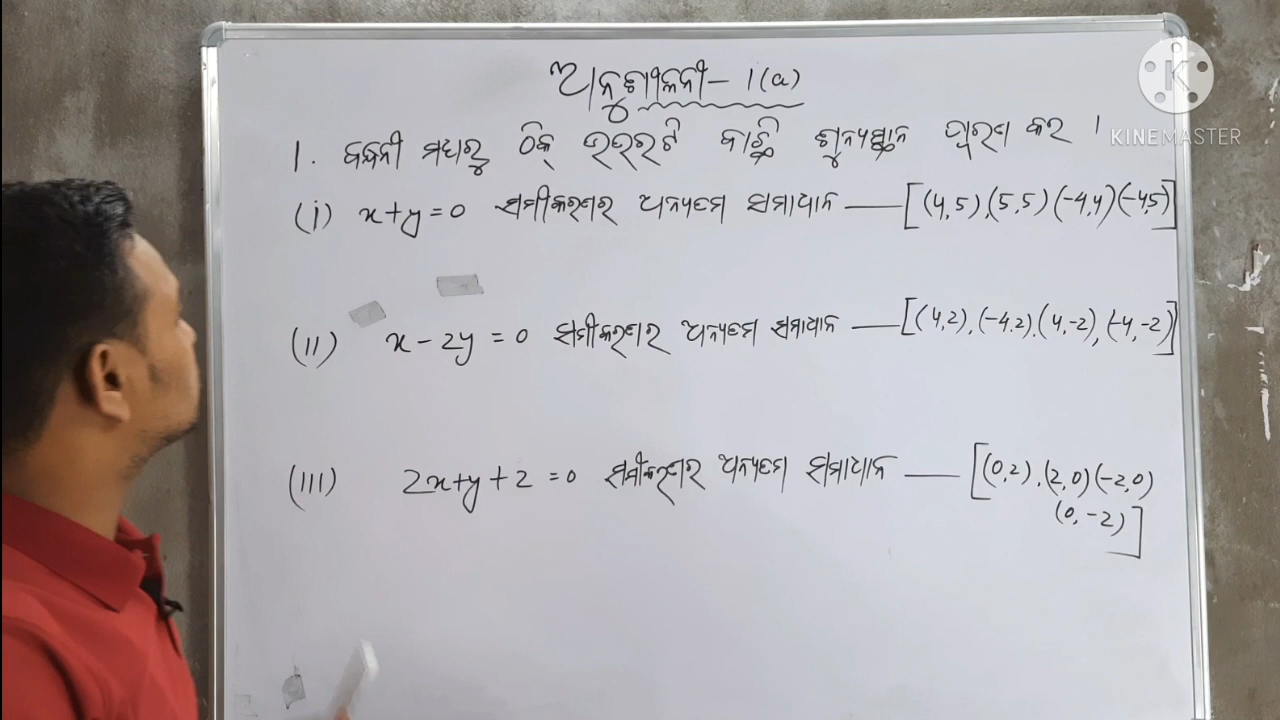 ଅନୁଶୀଳନୀ - 1(a)
1. ବନ୍ଧନୀ ମଧ୍ୟରୁ ଠିକ୍ ଉତ୍ତରଟି ବାଛି ଶୂନ୍ୟସ୍ଥାନ ପୂରଣ କର ।
(i) x+y=0 ସମୀକରଣର ଅନ୍ୟତମ ସମାଧାନ —— [(4,5),(5,5)(-4,4)(-4,5)]
(ii) x - 2y = 0 ସମୀକରଣର ଅନ୍ୟତମ ସମାଧାନ —— [(4,2),(-4,2),(4,-2),(-4,-2)]
(iii) 2x+y+2 =0 ସମୀକରଣର ଅନ୍ୟତମ ସମାଧାନ —— [(0,2),(2,0)(-2,0)
(0,-2)]
KINEMASTER